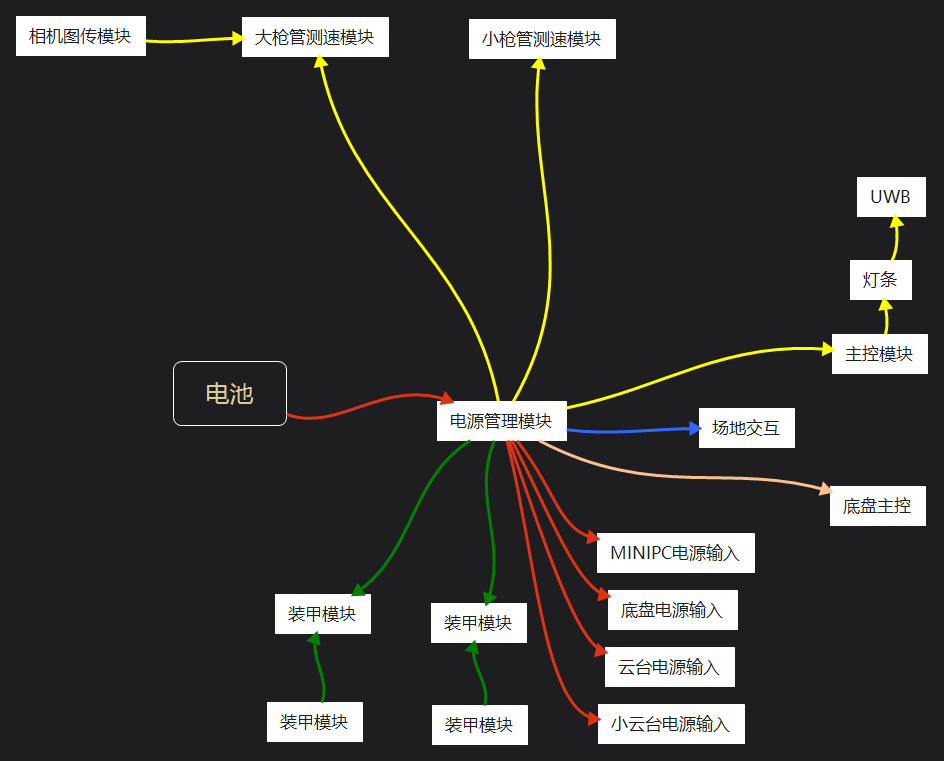 相机图传模块
大枪管测速模块
小枪管测速模块
UWB
灯条
主控模块
电池
电源管理模块
场地交互
底盘主控
MINIPC电源输入
底盘电源输入
装甲模块
装甲模块
云台电源输入
小云台电源输入
装甲模块
装甲模块